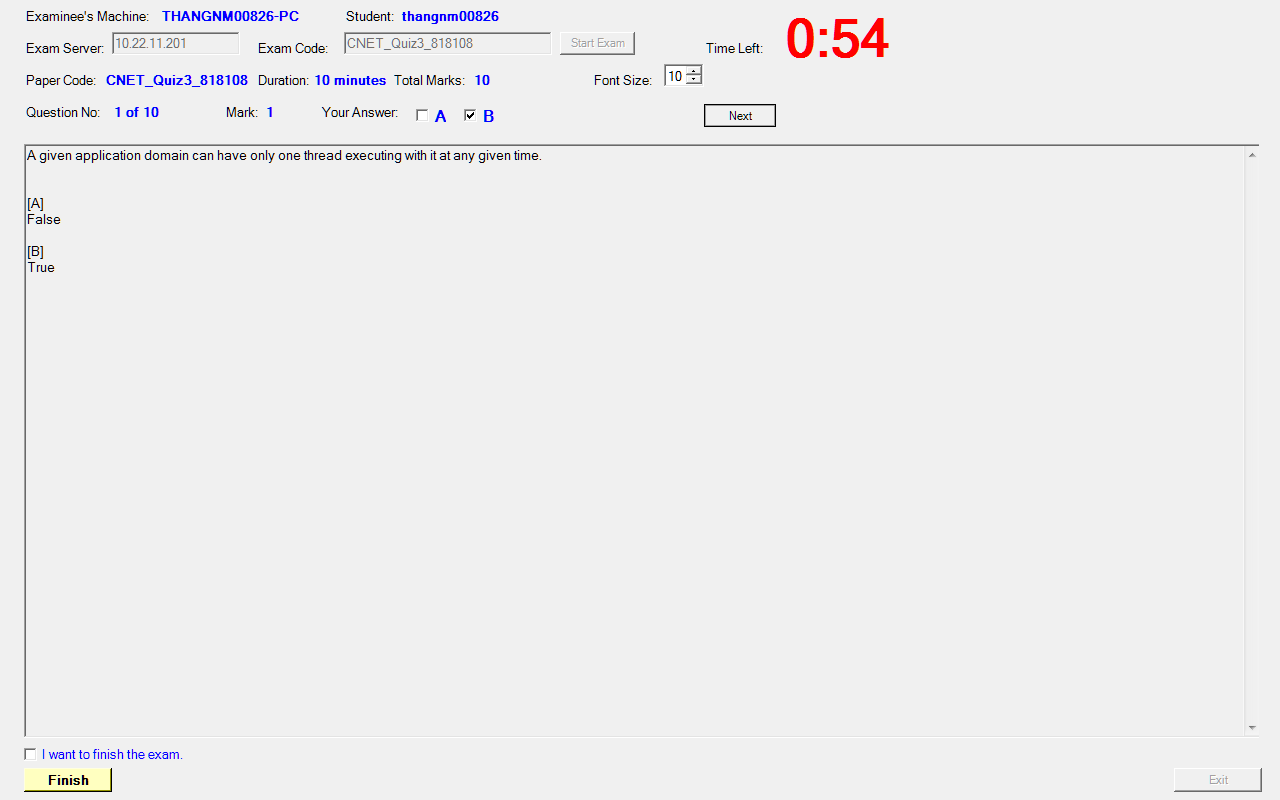 Examinee's Machine: THANGNM00826-PC Student: thangnm00826
Exam Server: 10.22.11.201 Exam Code: CNET_Quiz3_818108 Start Exam Time Left: 0:54
Paper Code: CNET_Quiz3_818108 Duration: 10 minutes Total Marks: 10 Font Size: 10
Question No: 1 of 10 Mark: 1 Your Answer: A B Next
A given application domain can have only one thread executing with it at any given time.
[A]
False
[B]
True
I want to finish the exam.
Finish Exit